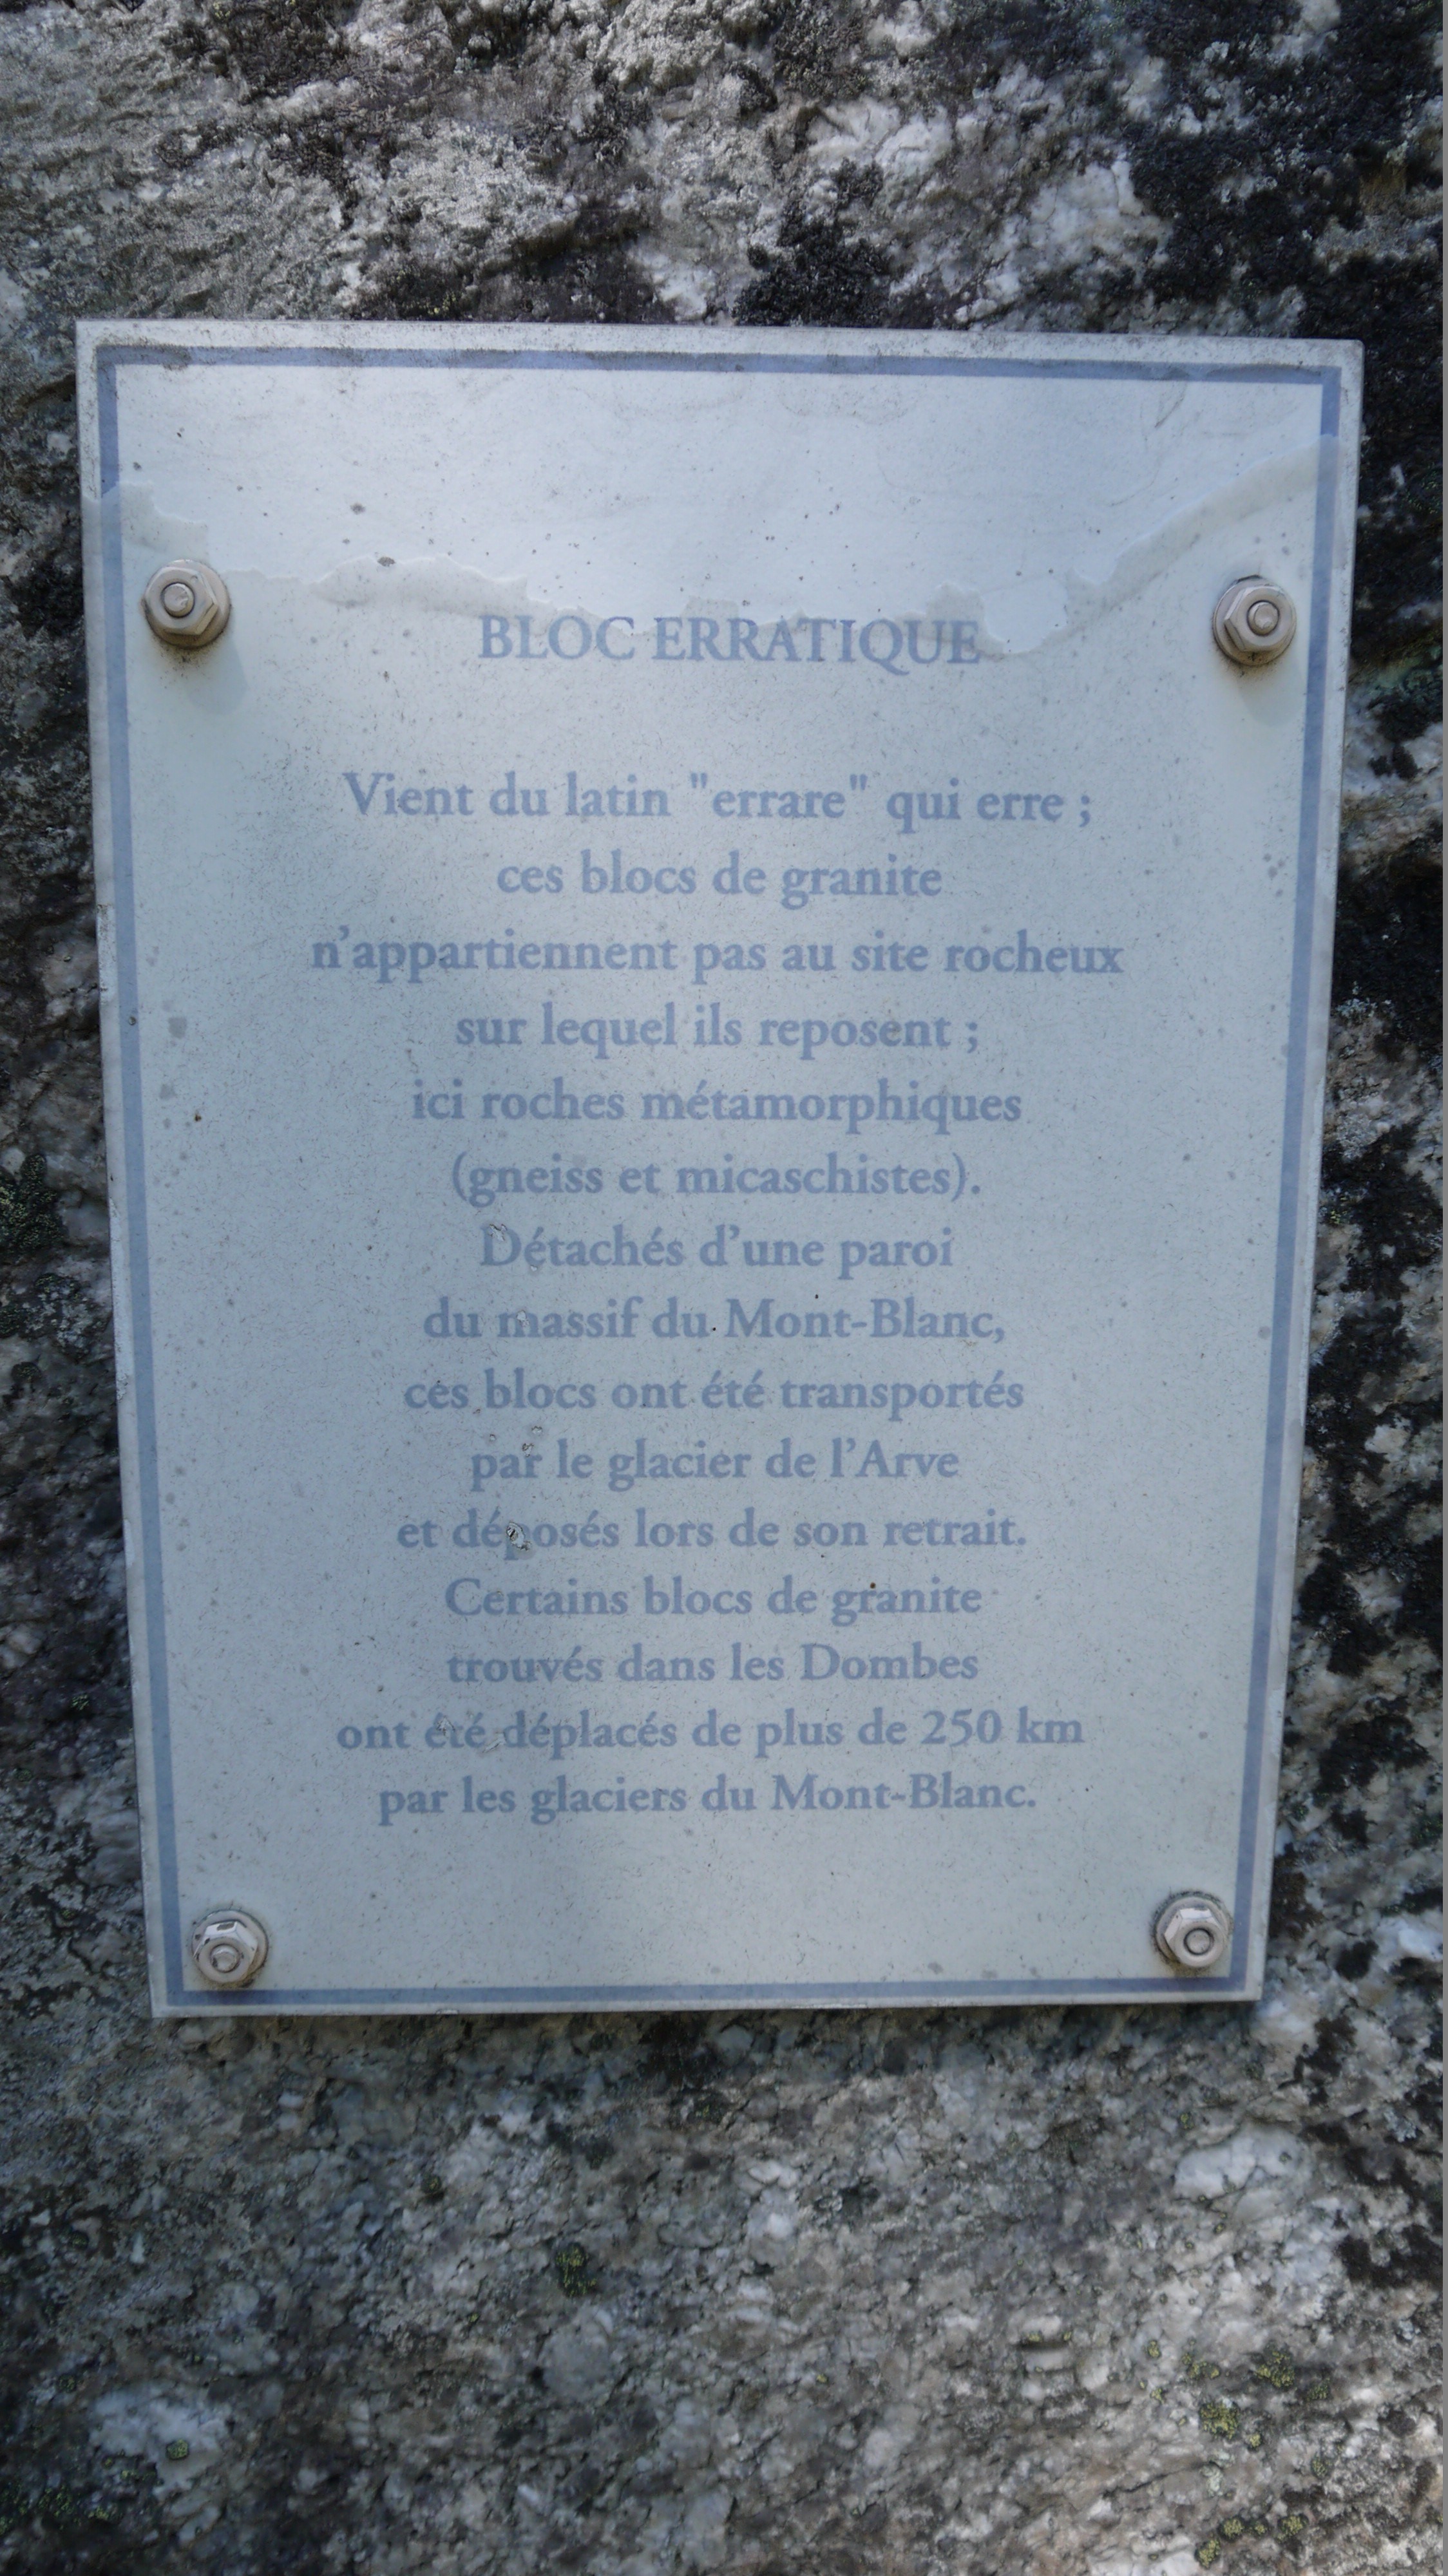 BLOC ERRATIQUE
Vient du latin "errare" qui erre ;
ces blocs de granite
n'appartiennent pas au site rocheux
sur lequel ils reposent ;
ici roches métamorphiques
(gneiss et micaschistes).
Détachés d'une paroi
du massif du Mont-Blanc,
ces blocs ont été transportés
par le glacier de l'Arve
et déposés lors de son retrait.
Certains blocs de granite
trouvés dans les Dombes
ont été déplacés de plus de 250 km
par les glaciers du Mont-Blanc.